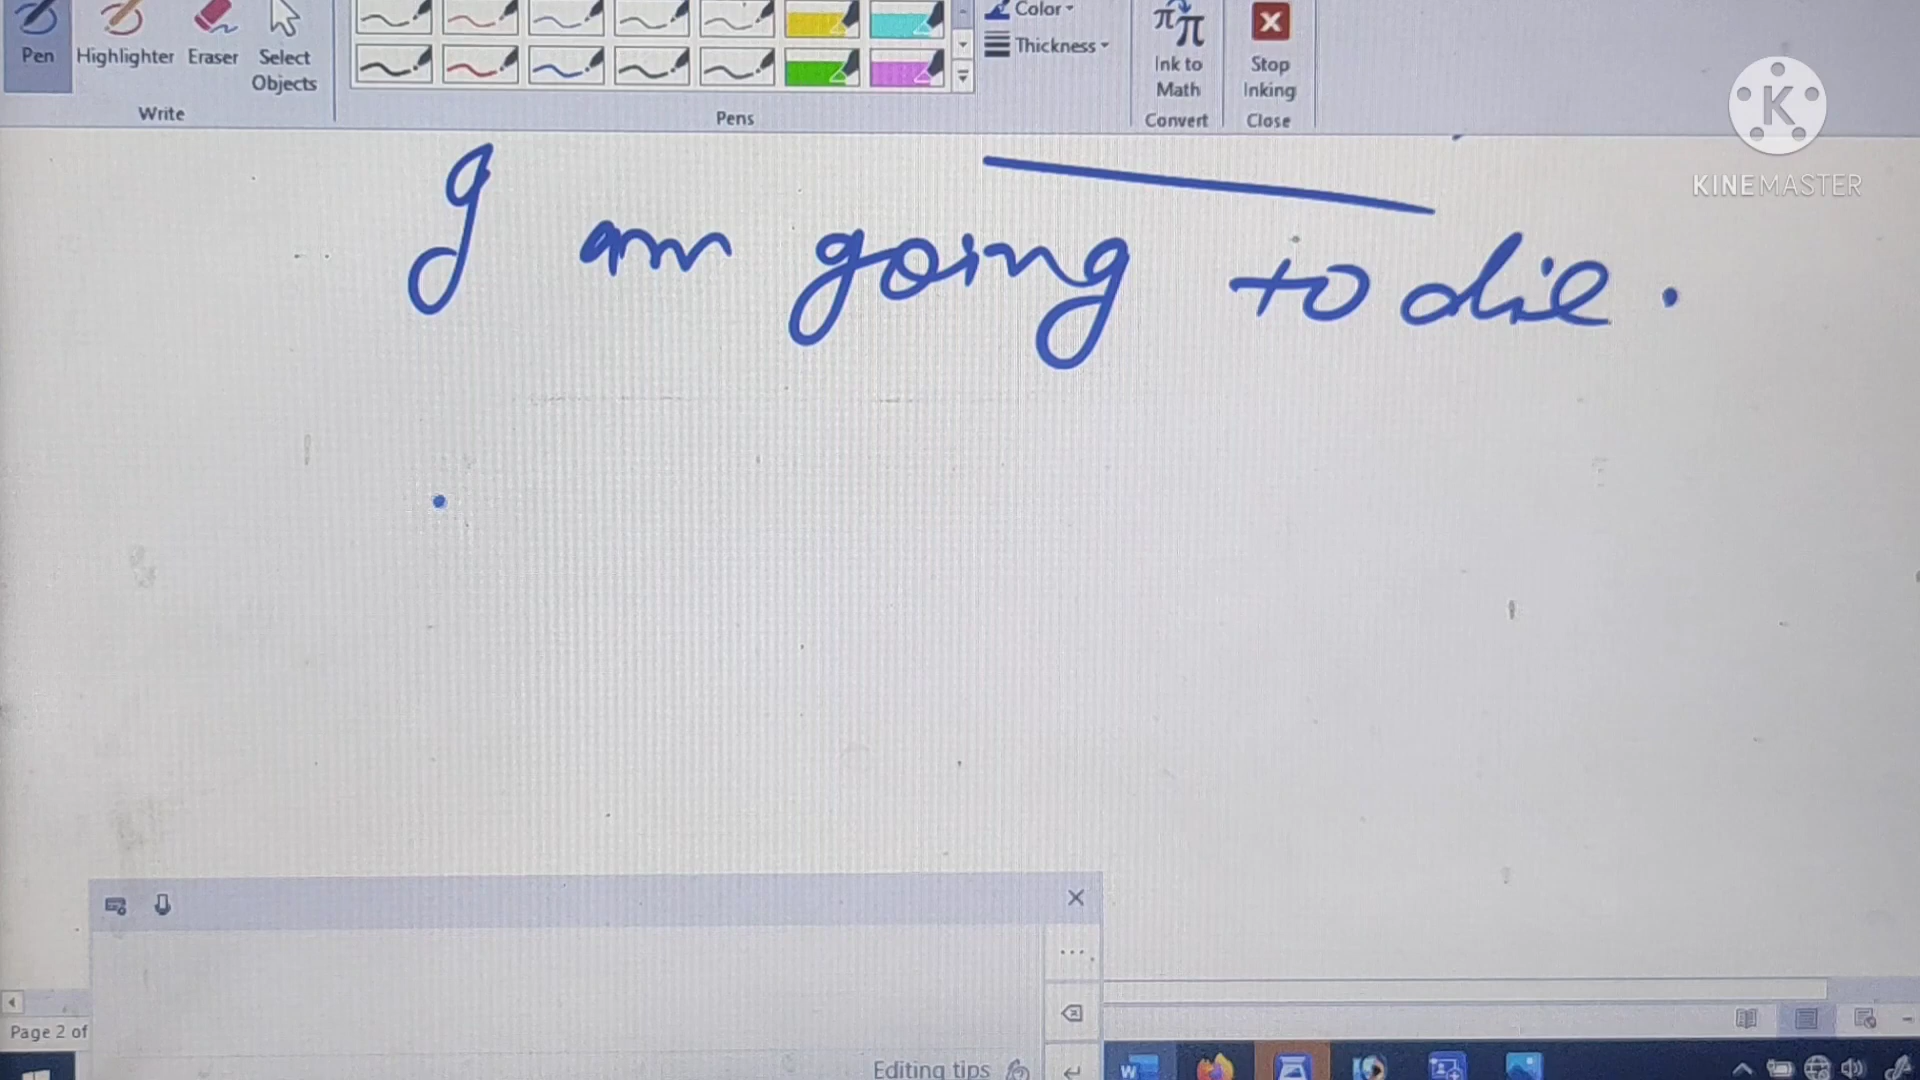 Pen
Highlighter
Eraser
Select
Objects
Write
Pens
Color
Thickness
Ink to
Math
Convert
Stop
Inking
Close
K
KINEMASTER
I am going to die.
Page 2 of
Editing tips